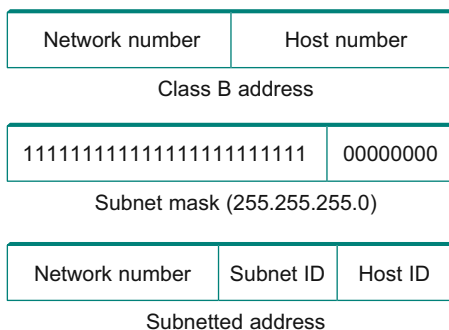 Network number Host number
Class B address
111111111111111111111111 00000000
Subnet mask (255.255.255.0)
Network number Subnet ID Host ID
Subnetted address